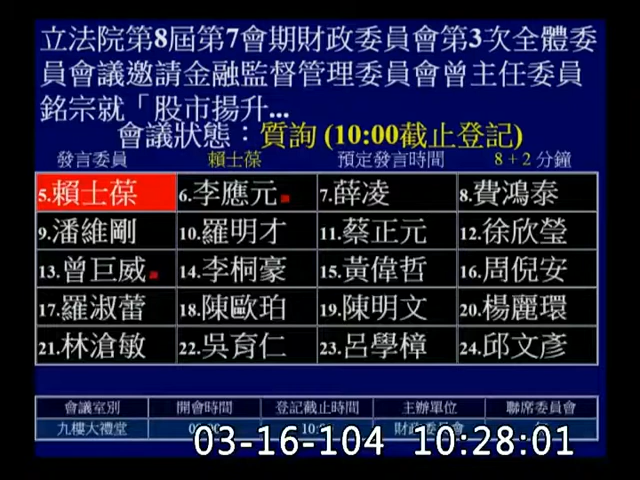 立法院第8屆第7會期財政委員會第3次全體委
員會議邀請金融監督管理委員會曾主任委員
銘宗就「股市揚升...
會議狀態：質詢 (10:00截止登記)
發言委員 賴士葆 預定發言時間 8 + 2 分鐘
5.賴士葆 6.李應元 7.薛凌 8.費鴻泰
9.潘維剛 10.羅明才 11.蔡正元 12.徐欣瑩
13.曾巨威 14.李桐豪 15.黃偉哲 16.周倪安
17.羅淑蕾 18.陳歐珀 19.陳明文 20.楊麗環
21.林滄敏 22.吳育仁 23.呂學樟 24.邱文彥
會議室別 開會時間 登記截止時間 主辦單位 聯席委員會
九樓大禮堂 財政委員會
03-16-104 10:28:01